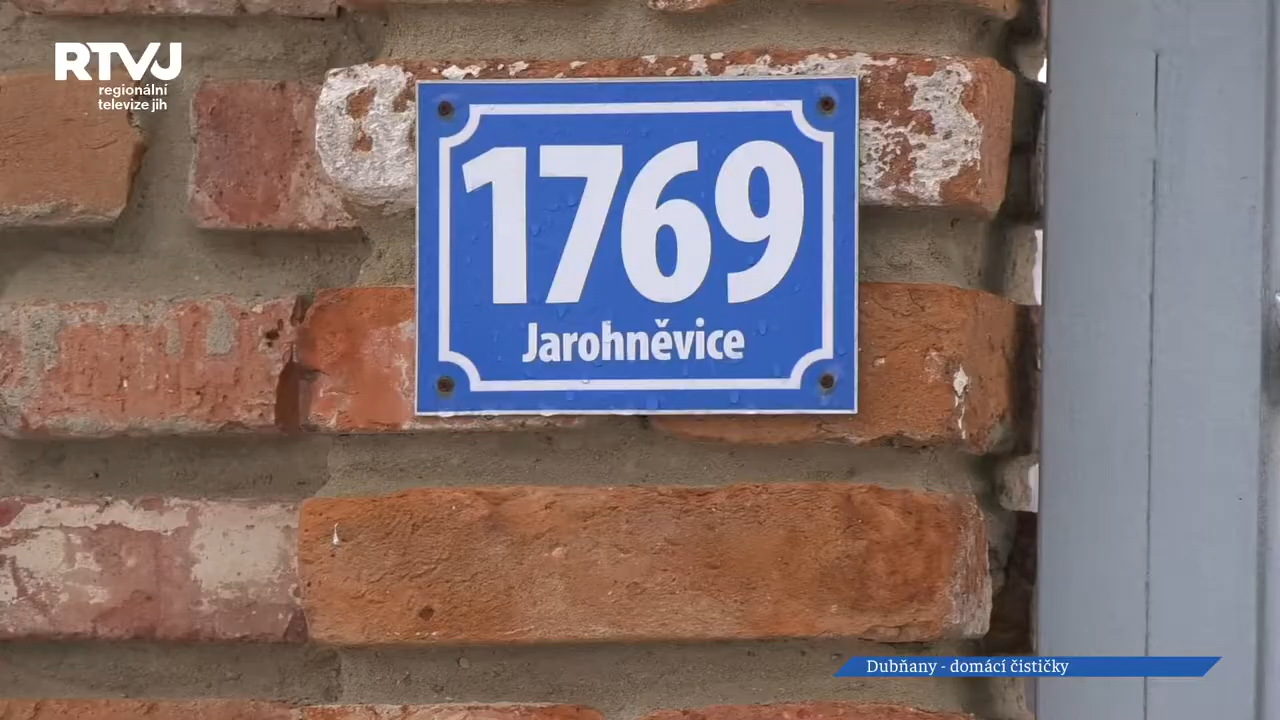 RTVJ
regionální
televize jih
1769
Jarohněvice
Dubňany - domácí čističky